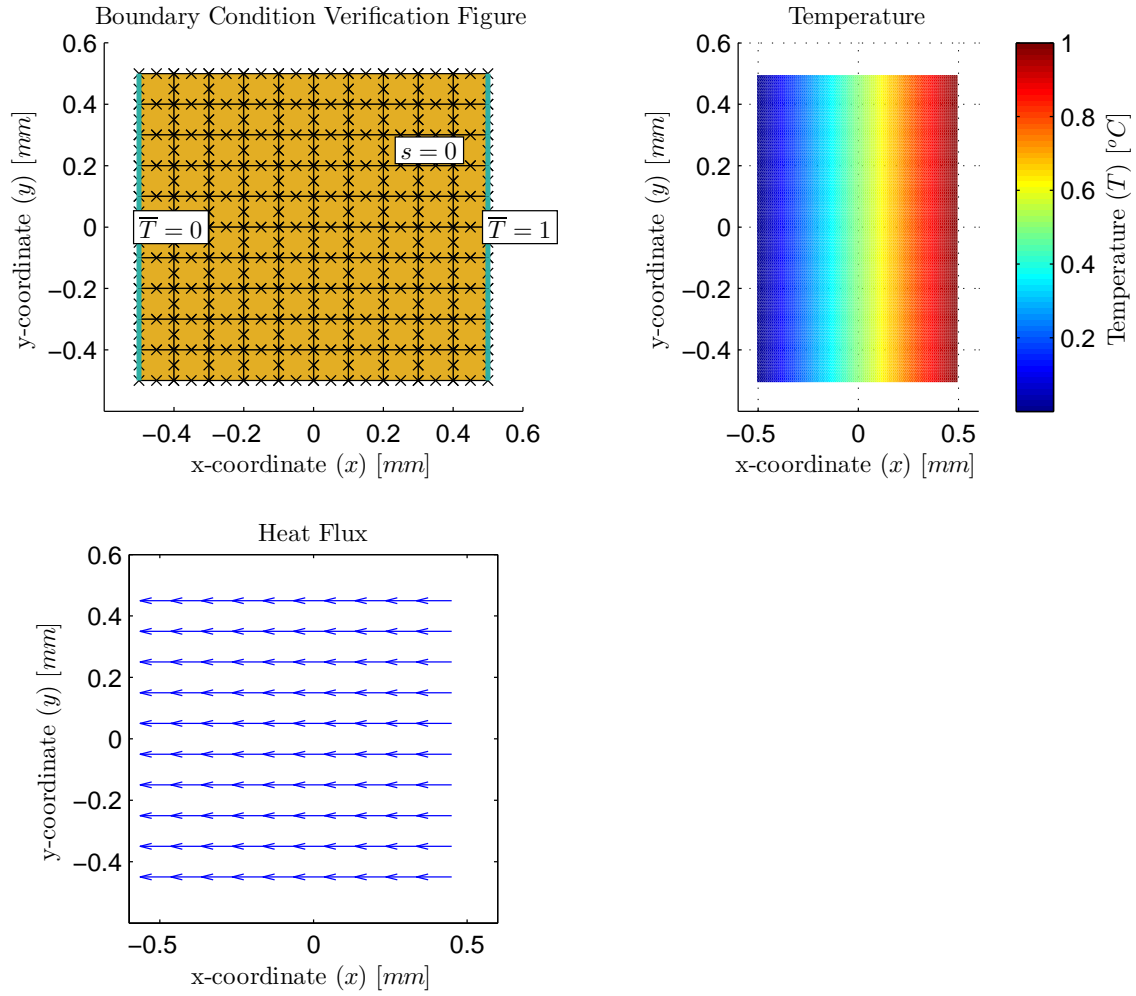 Boundary Condition Verification Figure
0.6
0.4
0.2
0
−0.2
−0.4
y-coordinate (y) [mm]
s = 0
T̅ = 0
T̅ = 1
−0.4 −0.2 0 0.2 0.4 0.6
x-coordinate (x) [mm]
Temperature
0.6
0.4
0.2
0
−0.2
−0.4
y-coordinate (y) [mm]
−0.5 0 0.5
x-coordinate (x) [mm]
1
0.8
0.6
0.4
0.2
Temperature (T) [°C]
Heat Flux
0.6
0.4
0.2
0
−0.2
−0.4
y-coordinate (y) [mm]
−0.5 0 0.5
x-coordinate (x) [mm]